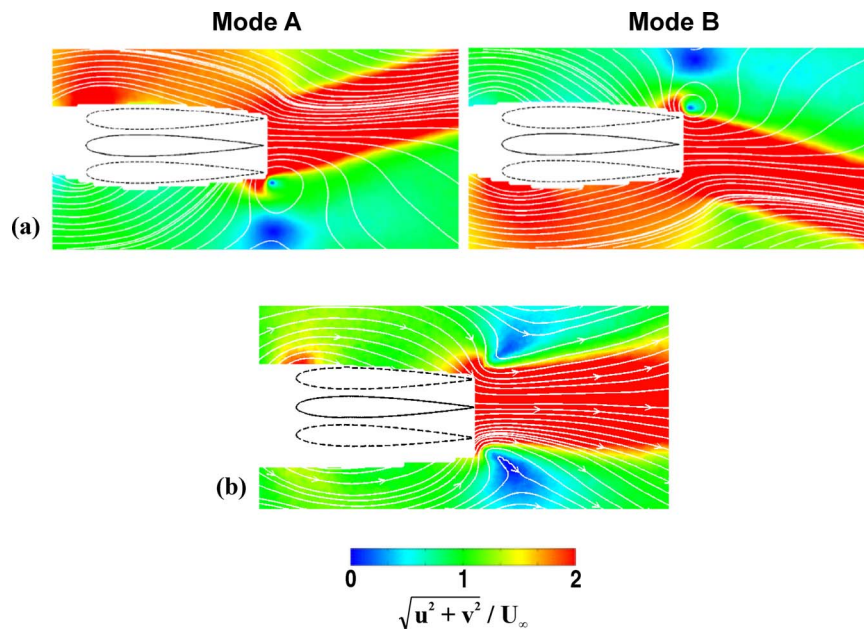 Mode A
Mode B
(a)
(b)
0 1 2
√u² + v² / U∞